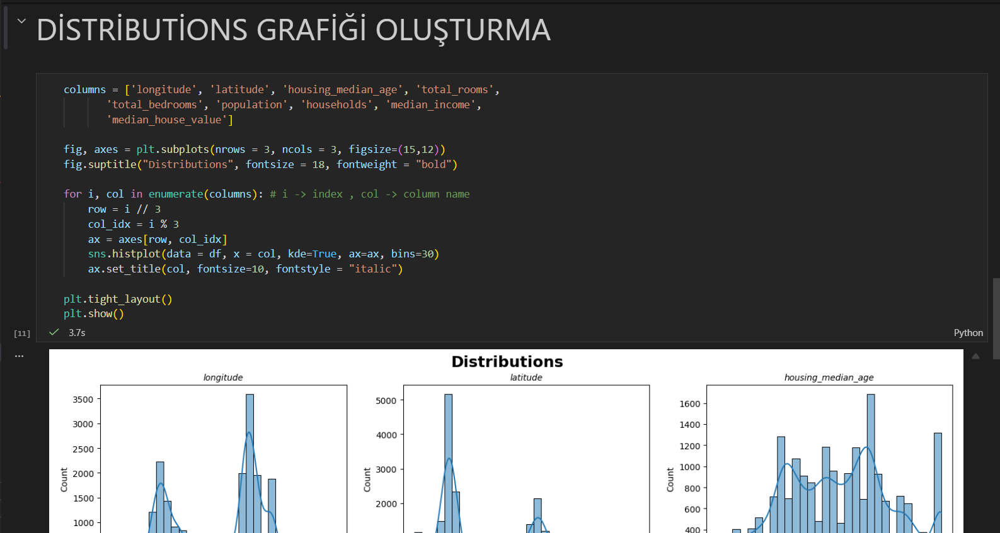 DİSTRİBUTİONS GRAFİĞİ OLUŞTURMA
columns = ['longitude', 'latitude', 'housing_median_age', 'total_rooms',
'total_bedrooms', 'population', 'households', 'median_income',
'median_house_value']
fig, axes = plt.subplots(nrows = 3, ncols = 3, figsize=(15,12))
fig.suptitle("Distributions", fontsize = 18, fontweight = "bold")
for i, col in enumerate(columns): # i -> index , col -> column name
row = i // 3
col_idx = i % 3
ax = axes[row, col_idx]
sns.histplot(data = df, x = col, kde=True, ax=ax, bins=30)
ax.set_title(col, fontsize=10, fontstyle = "italic")
plt.tight_layout()
plt.show()
[11] 3.7s Python
...
Distributions
longitude
3500
3000
2500
2000
1500
1000
Count
latitude
5000
4000
3000
2000
Count
housing_median_age
1600
1400
1200
1000
800
600
400
Count